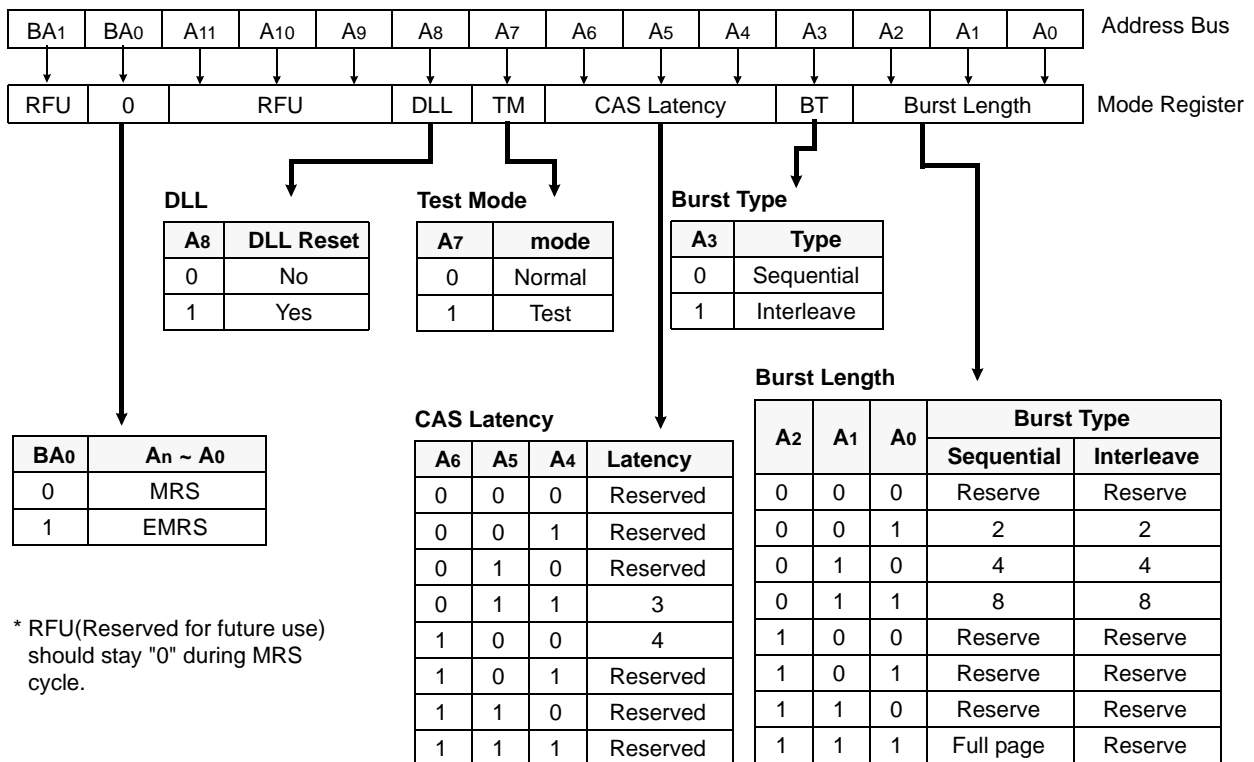 BA1 BA0 A11 A10 A9 A8 A7 A6 A5 A4 A3 A2 A1 A0 Address Bus
RFU 0 RFU DLL TM CAS Latency BT Burst Length Mode Register
DLL
A8 DLL Reset
0 No
1 Yes
Test Mode
A7 mode
0 Normal
1 Test
Burst Type
A3 Type
0 Sequential
1 Interleave
BA0 An ~ A0
0 MRS
1 EMRS
* RFU(Reserved for future use)
should stay "0" during MRS
cycle.
CAS Latency
A6 A5 A4 Latency
0 0 0 Reserved
0 0 1 Reserved
0 1 0 Reserved
0 1 1 3
1 0 0 4
1 0 1 Reserved
1 1 0 Reserved
1 1 1 Reserved
Burst Length
A2 A1 A0 Burst Type
Sequential Interleave
0 0 0 Reserve Reserve
0 0 1 2 2
0 1 0 4 4
0 1 1 8 8
1 0 0 Reserve Reserve
1 0 1 Reserve Reserve
1 1 0 Reserve Reserve
1 1 1 Full page Reserve